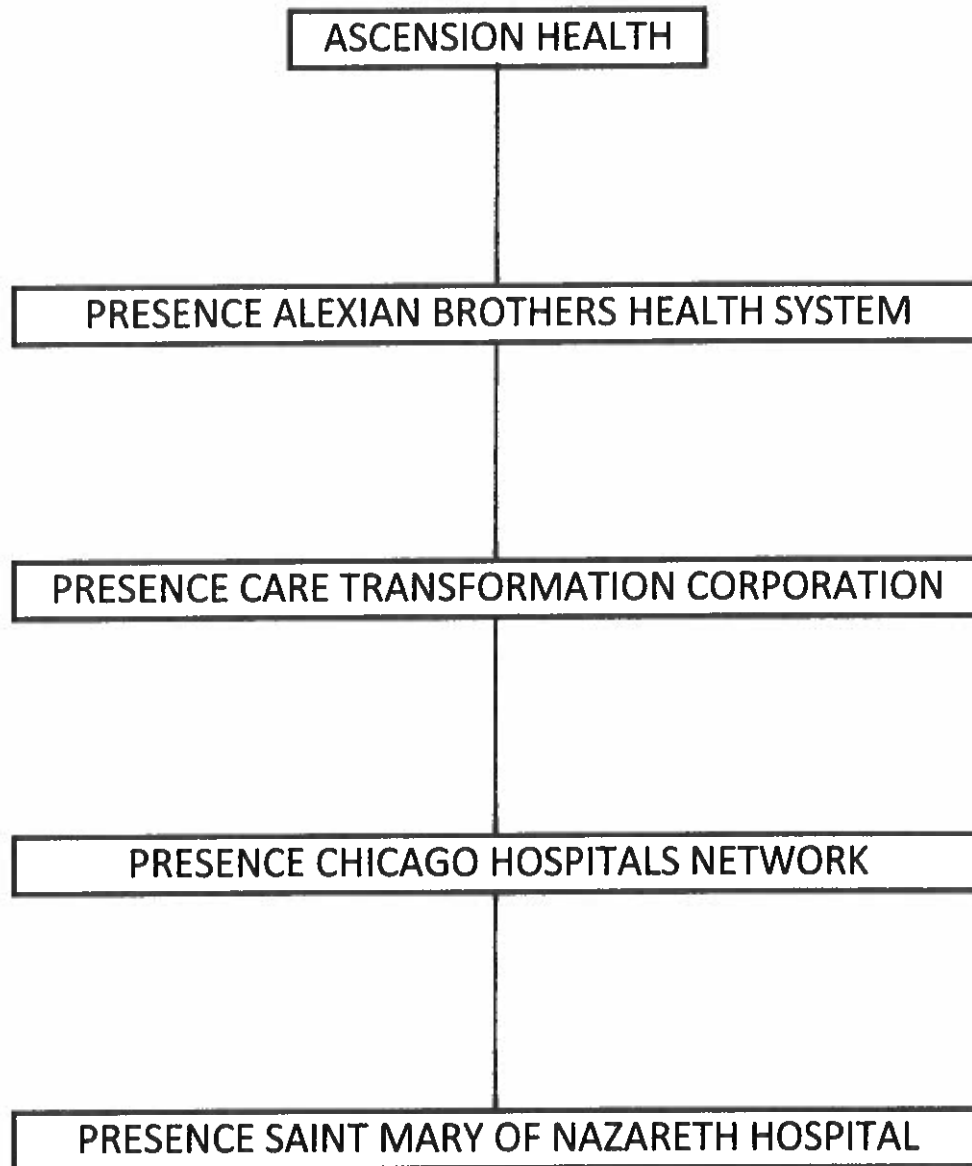 ASCENSION HEALTH
PRESENCE ALEXIAN BROTHERS HEALTH SYSTEM
PRESENCE CARE TRANSFORMATION CORPORATION
PRESENCE CHICAGO HOSPITALS NETWORK
PRESENCE SAINT MARY OF NAZARETH HOSPITAL